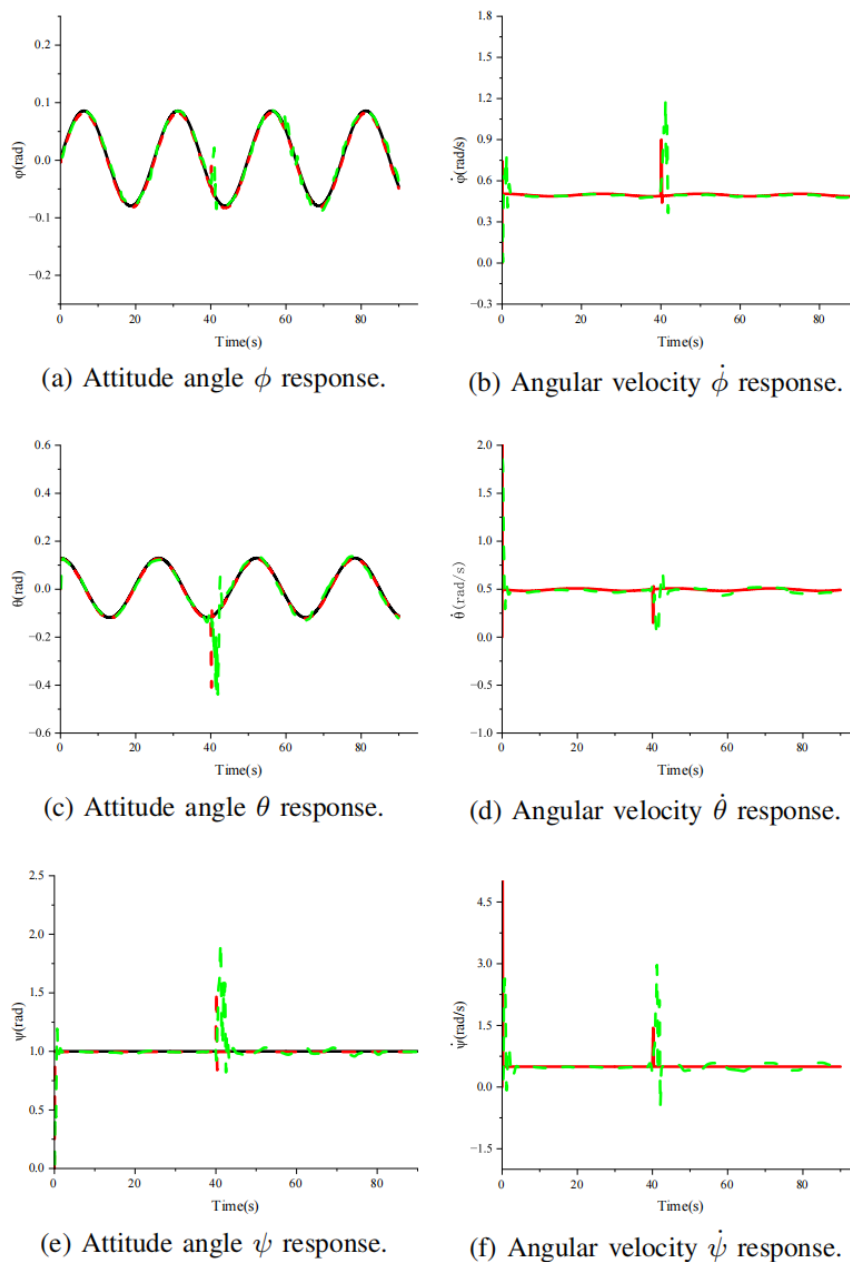 0.2
0.1
0.0
−0.1
−0.2
φ(rad)
0 20 40 60 80
Time(s)
(a) Attitude angle ϕ response.
1.8
1.5
1.2
0.9
0.6
0.3
0.0
−0.3
φ̇(rad/s)
0 20 40 60 80
Time(s)
(b) Angular velocity ϕ̇ response.
0.6
0.4
0.2
0.0
−0.2
−0.4
−0.6
θ(rad)
0 20 40 60 80
Time(s)
(c) Attitude angle θ response.
2.0
1.5
1.0
0.5
0.0
−0.5
−1.0
θ̇(rad/s)
0 20 40 60 80
Time(s)
(d) Angular velocity θ̇ response.
2.5
2.0
1.5
1.0
0.5
0.0
ψ(rad)
0 20 40 60 80
Time(s)
(e) Attitude angle ψ response.
4.5
3.0
1.5
0.0
−1.5
ψ̇(rad/s)
0 20 40 60 80
Time(s)
(f) Angular velocity ψ̇ response.